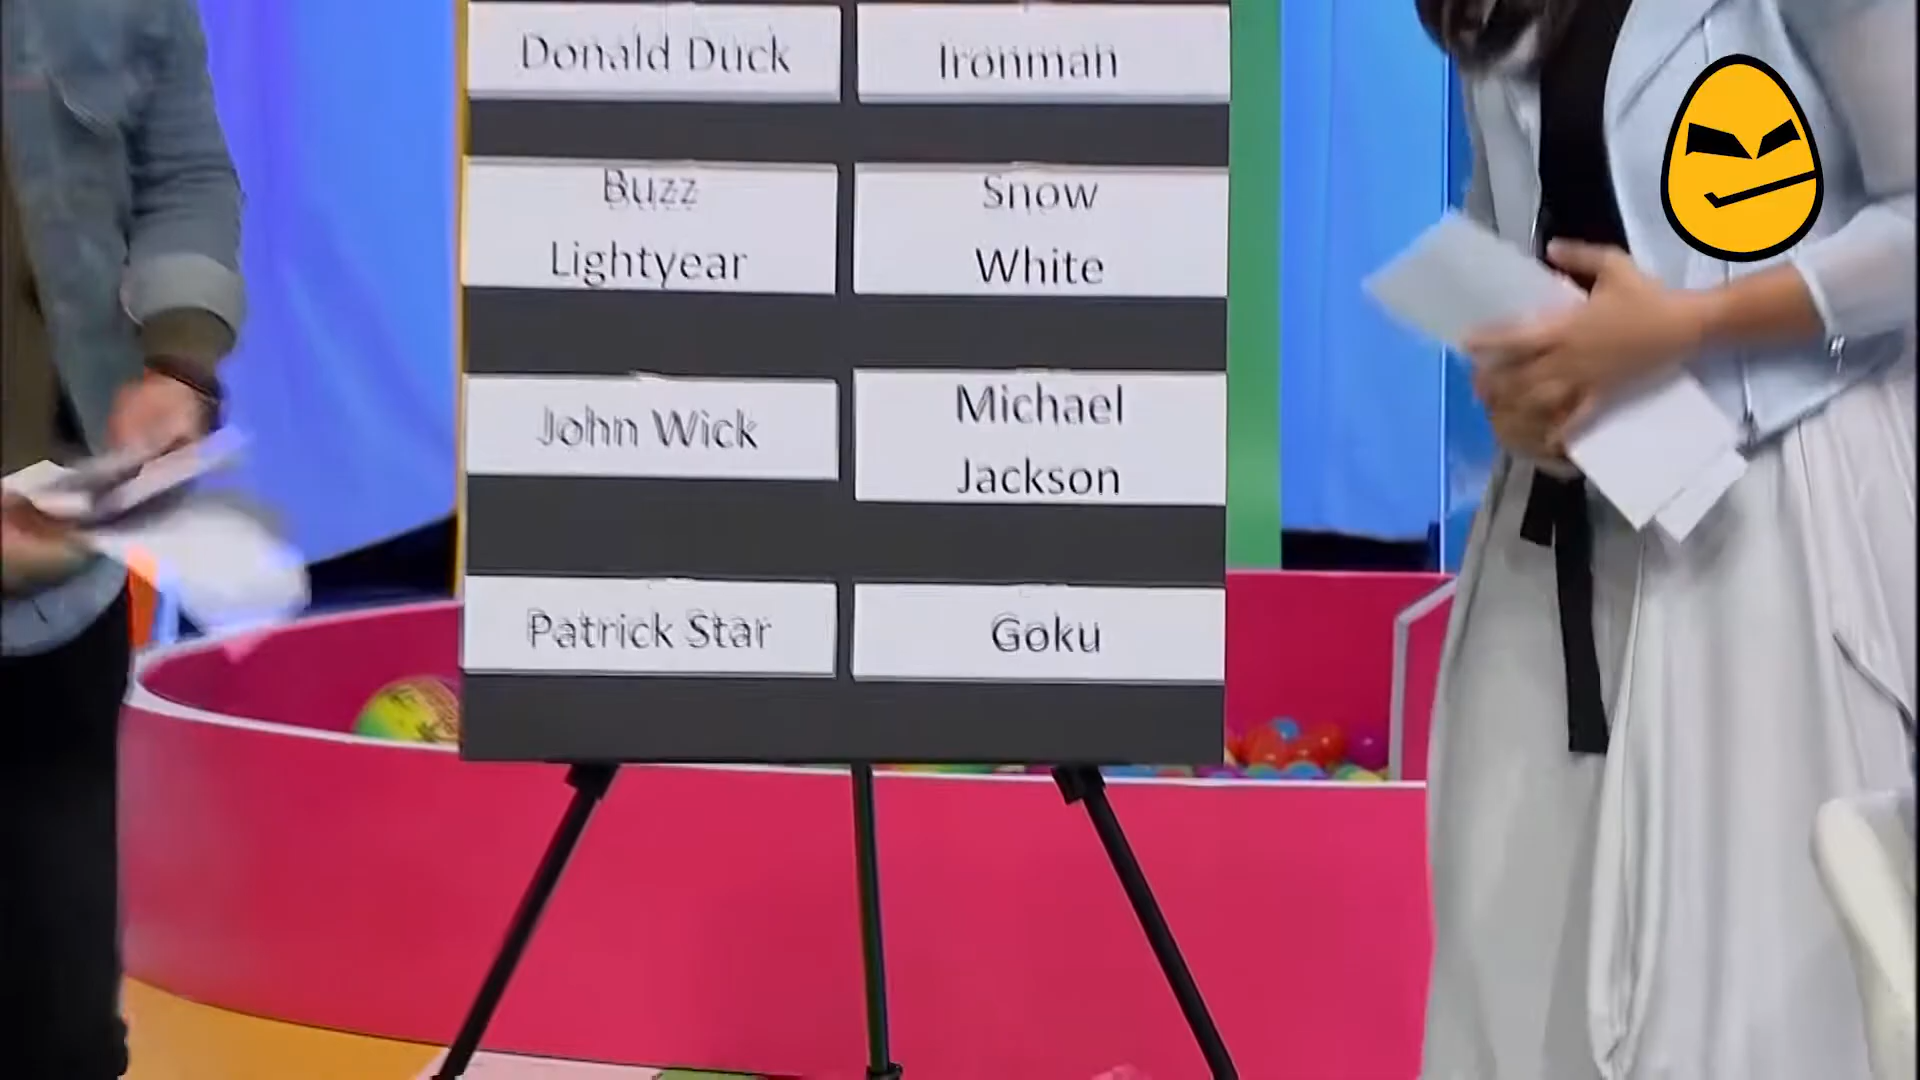 Donald Duck
Ironman
Buzz
Lightyear
Snow
White
John Wick
Michael
Jackson
Patrick Star
Goku